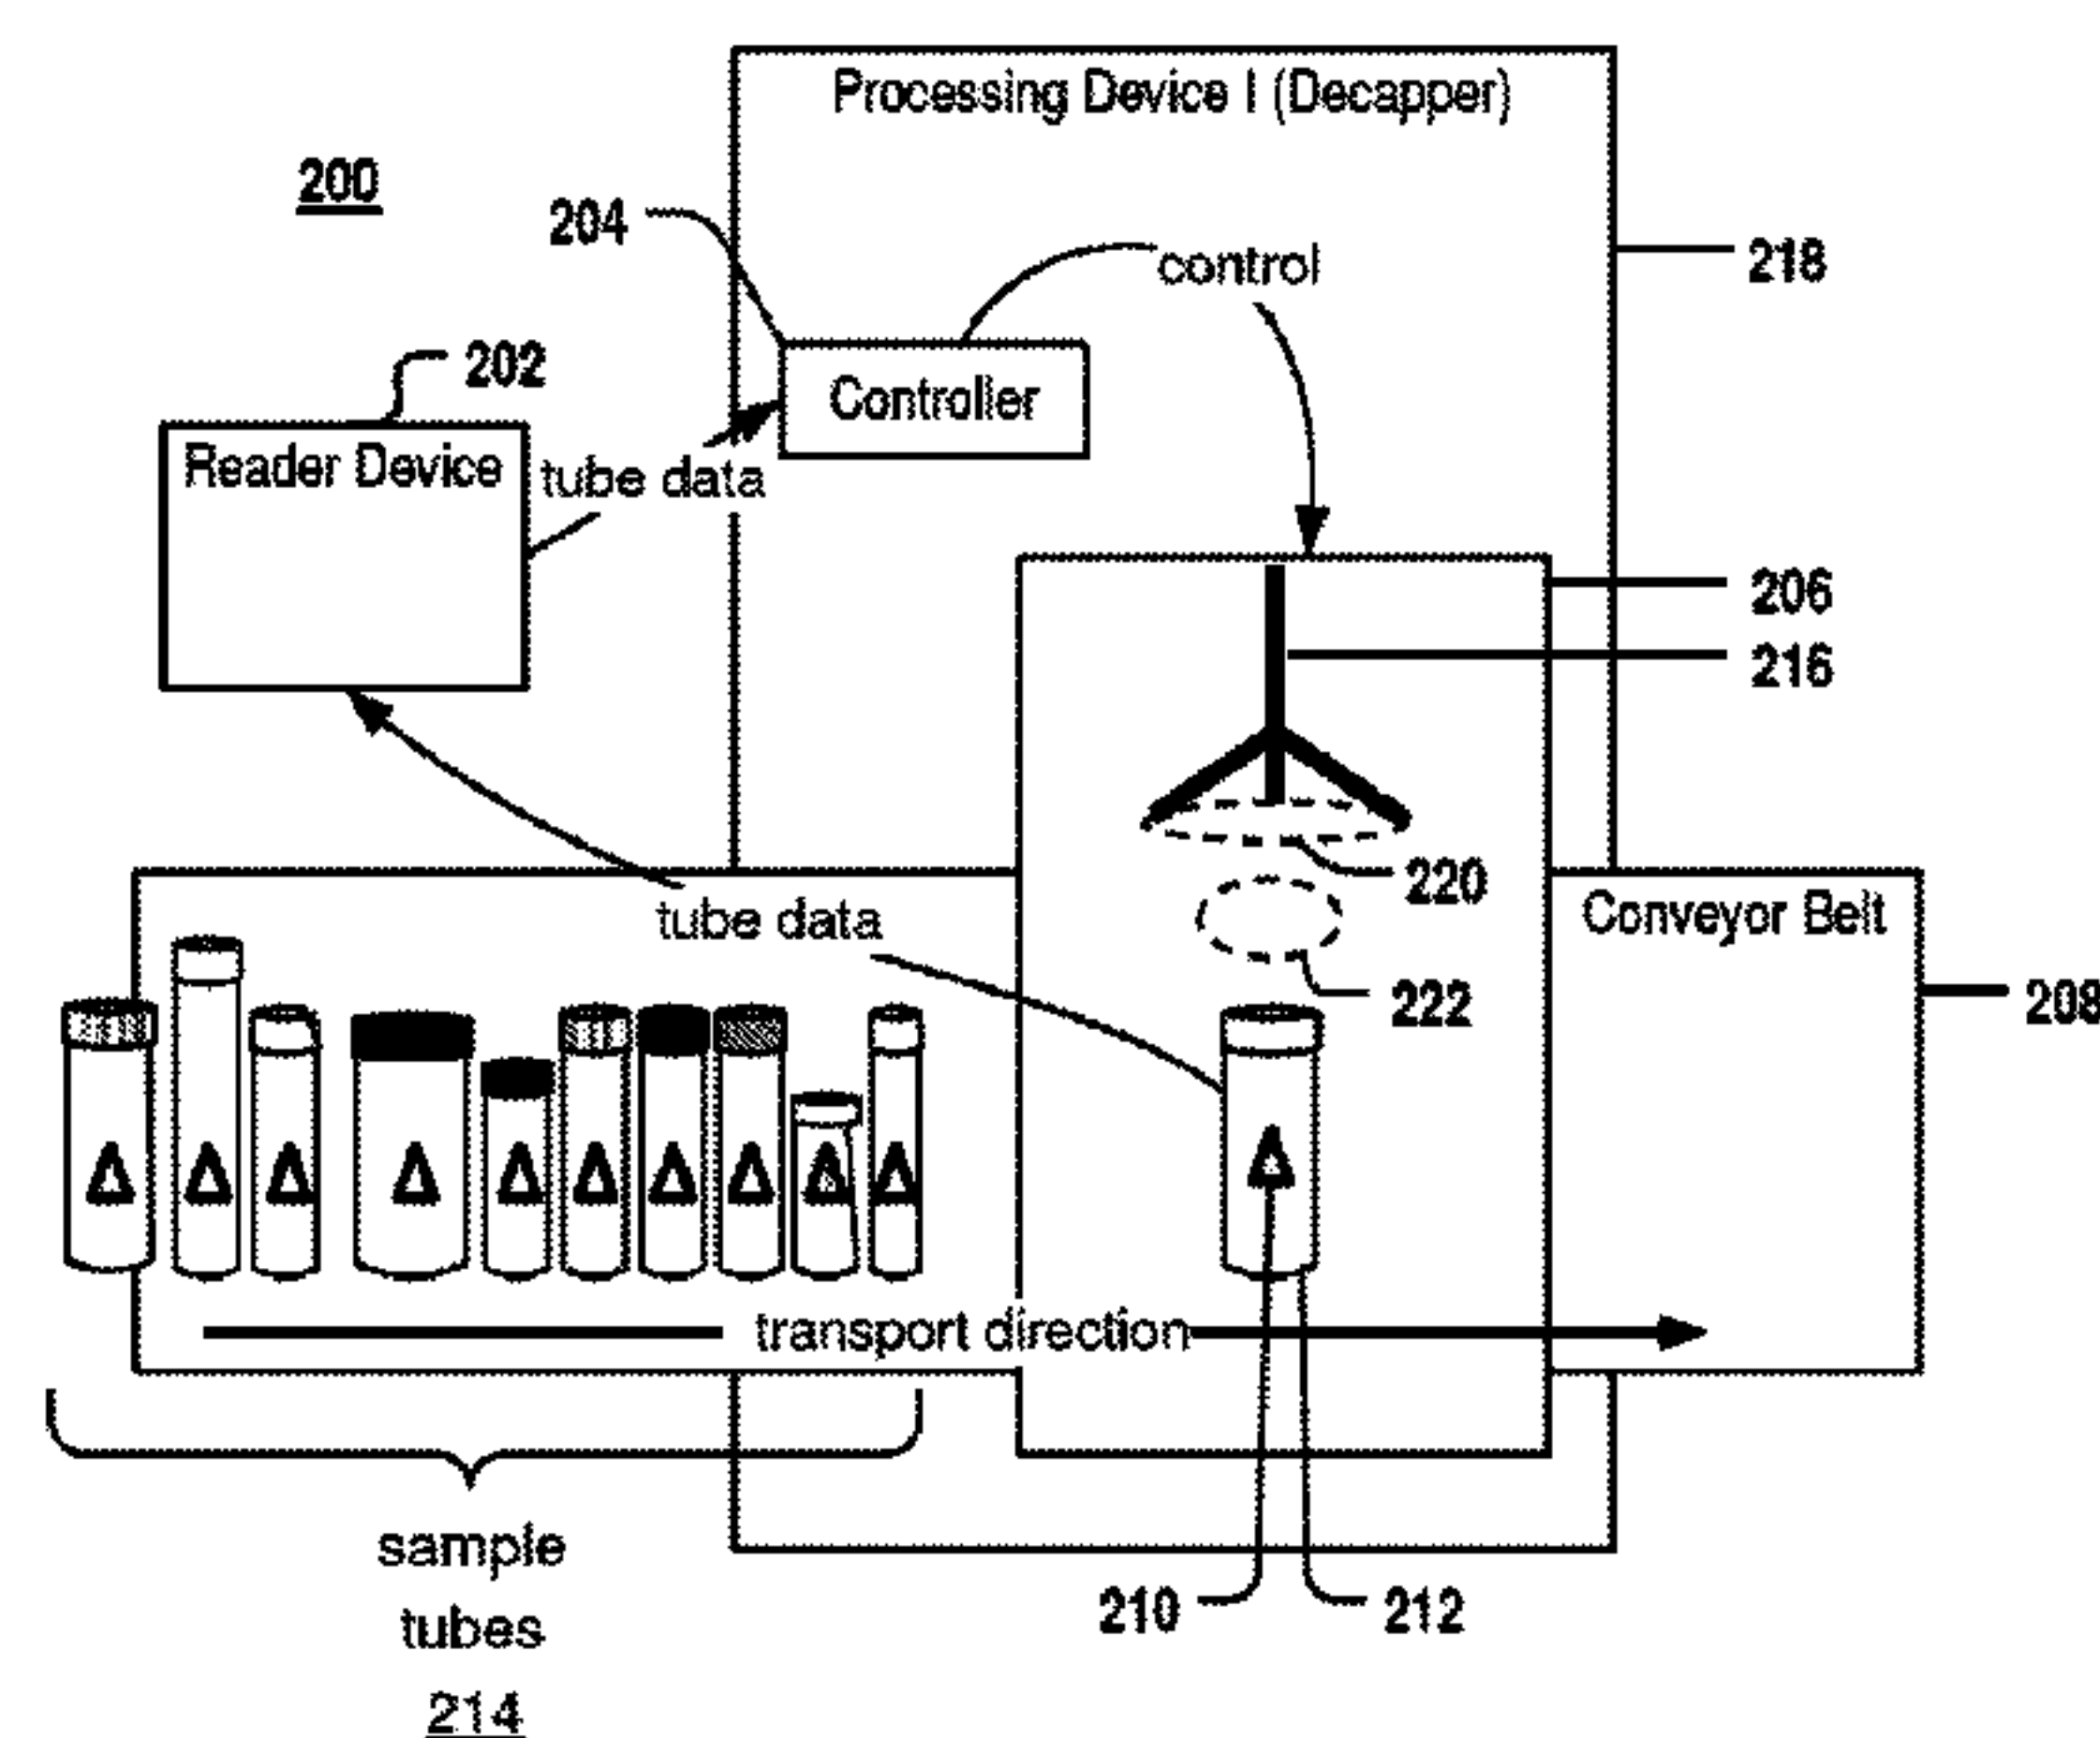 Processing Device I (Decapper)
200
204
control
218
202
Controller
Reader Device
tube data
206
216
220
Conveyor Belt
tube data
222
208
transport direction
sample
tubes
210
212
214